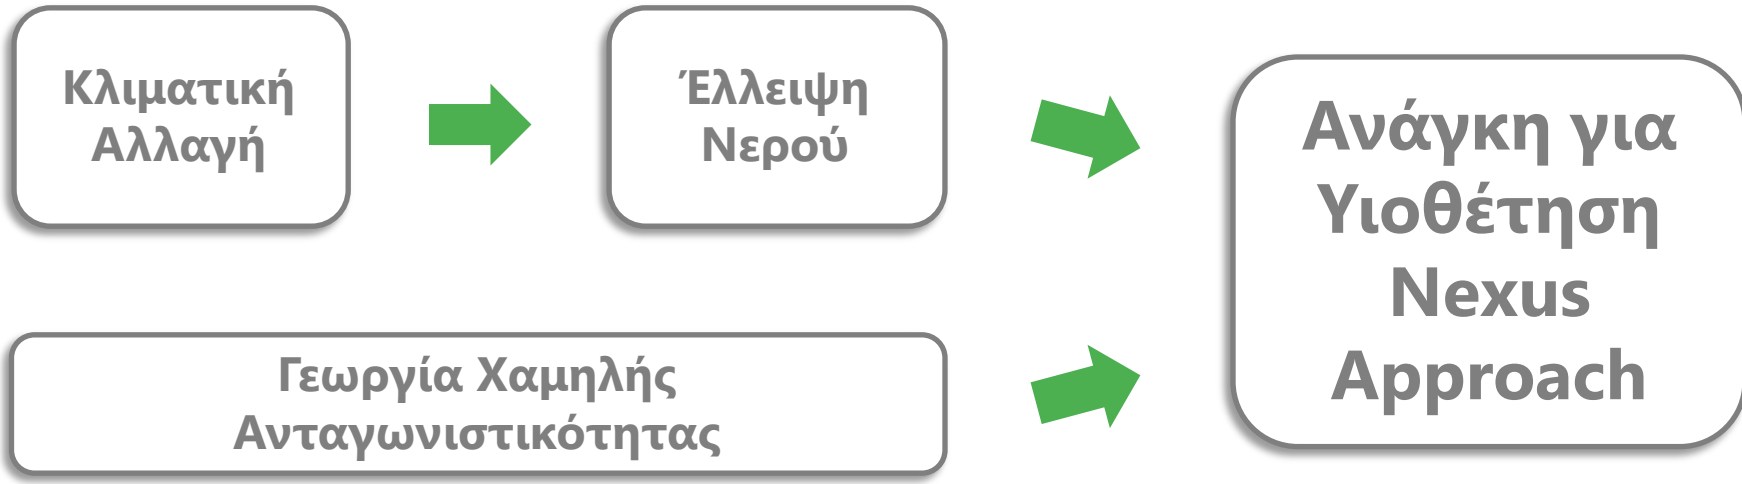 Κλιματική
Αλλαγή
Έλλειψη
Νερού
Ανάγκη για
Υιοθέτηση
Nexus
Approach
Γεωργία Χαμηλής
Ανταγωνιστικότητας